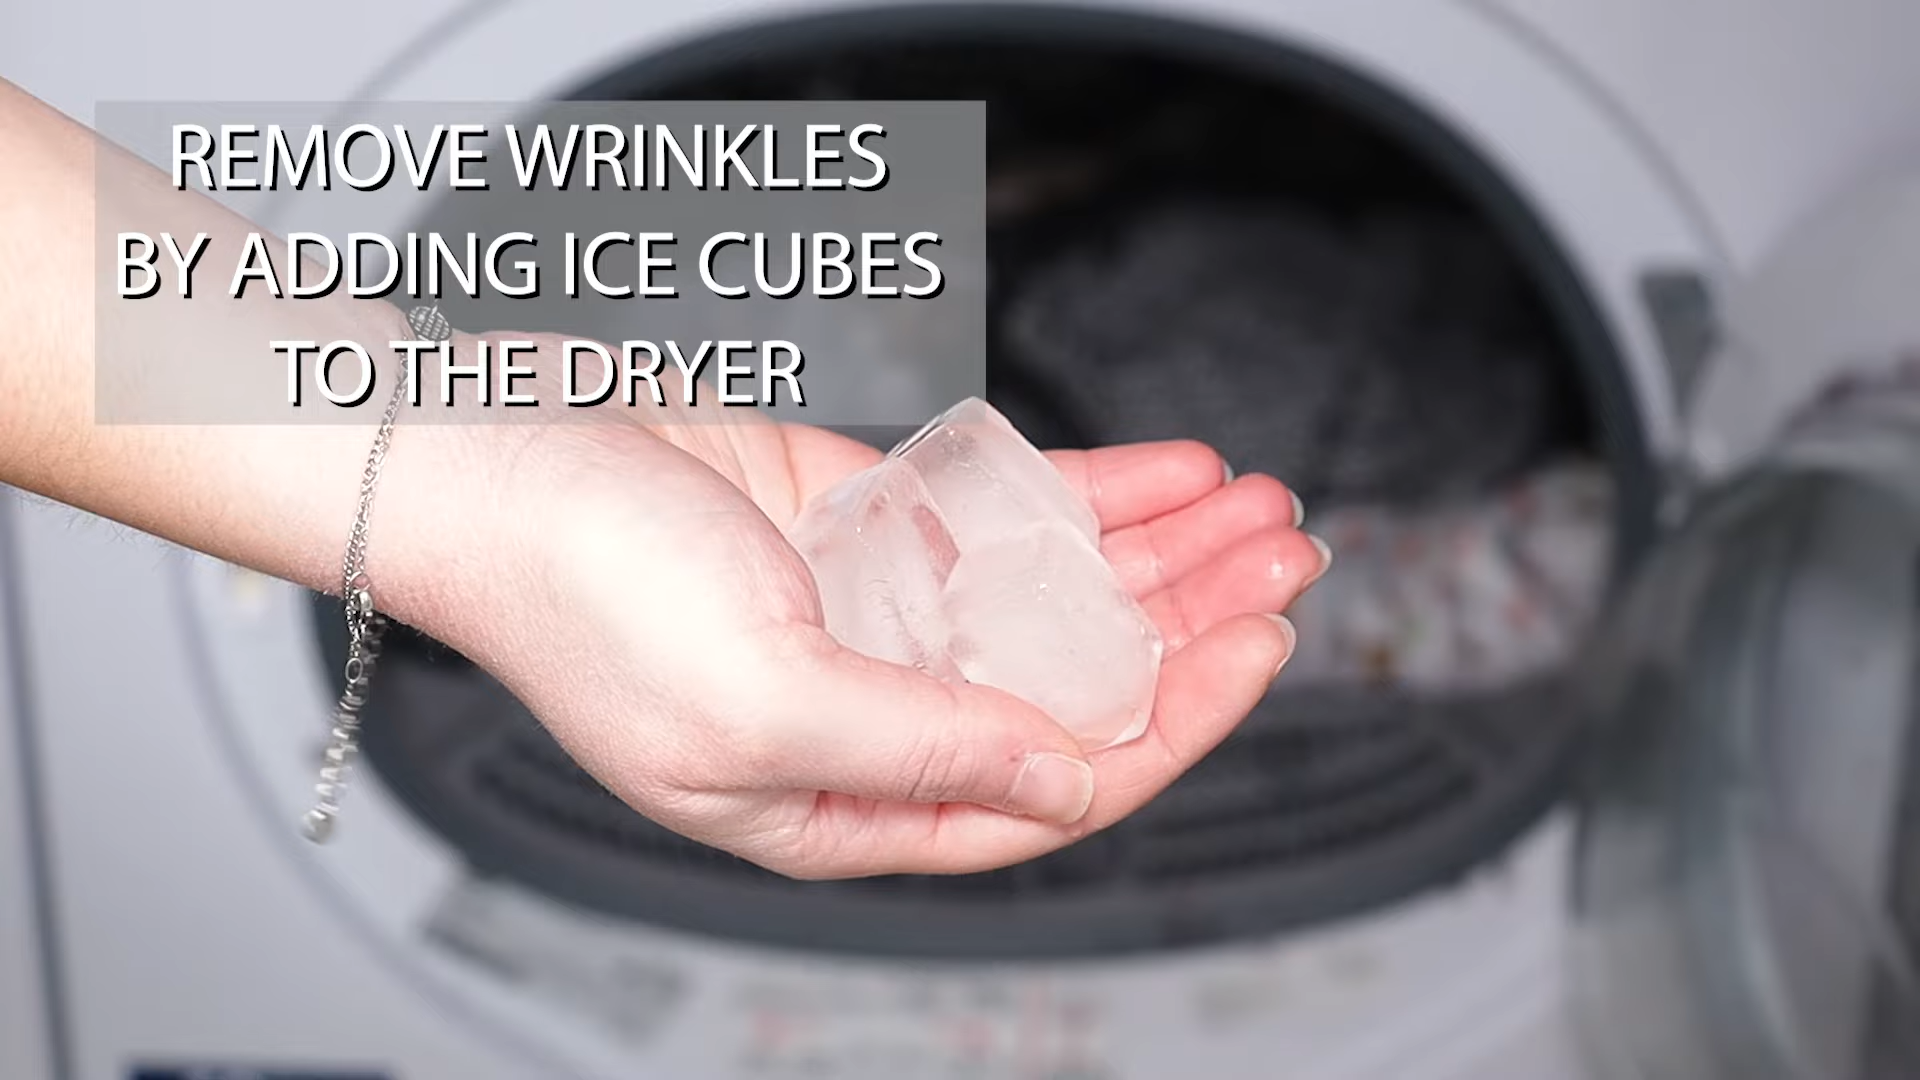 REMOVE WRINKLES
BY ADDING ICE CUBES
TO THE DRYER